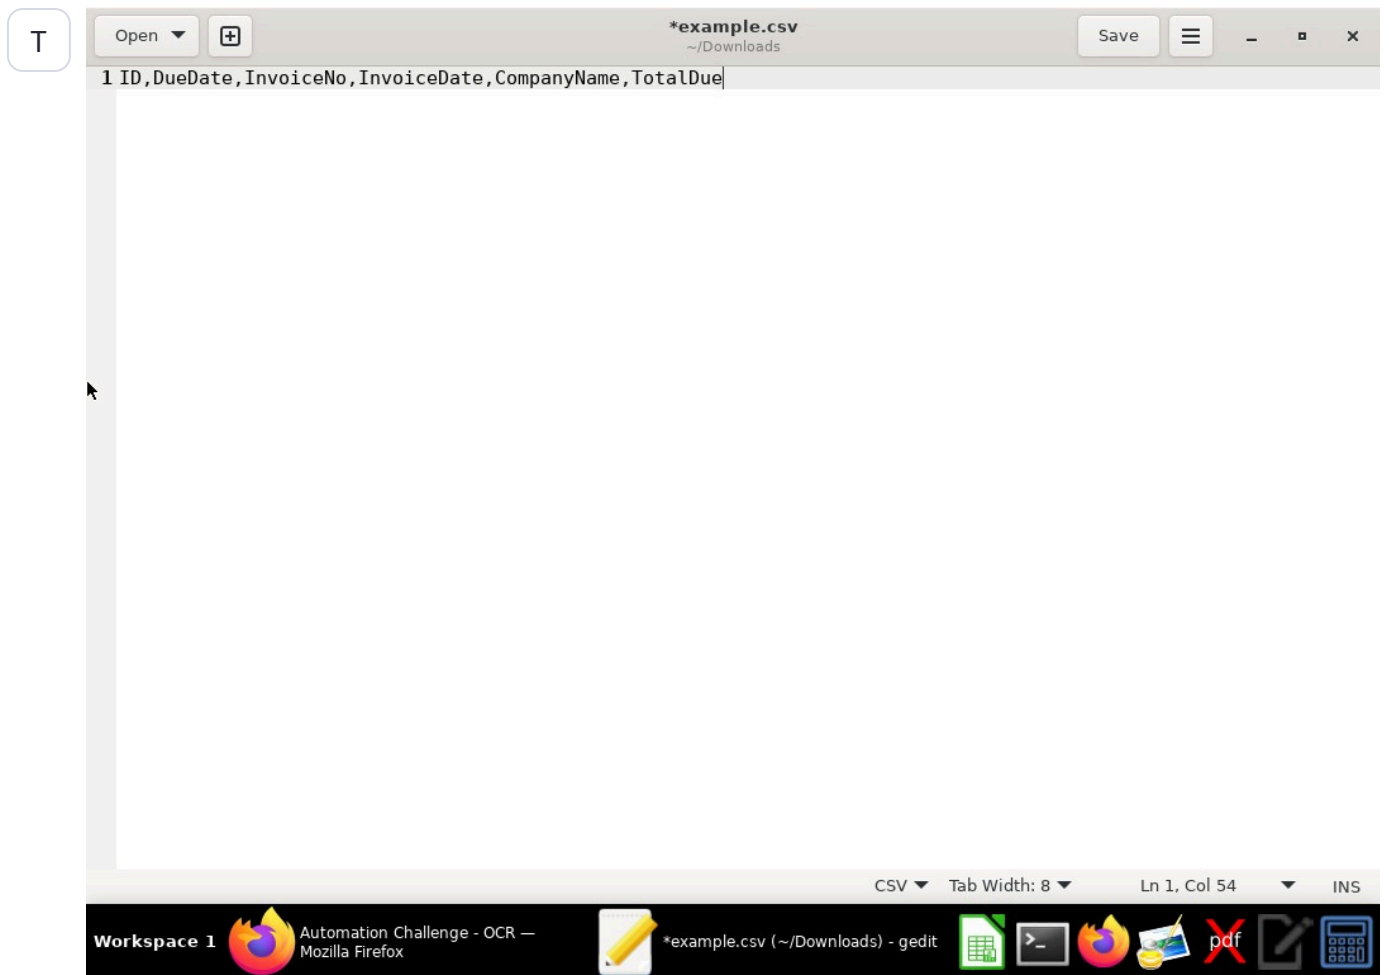 T
Open
*example.csv
~/Downloads
Save
1 ID,DueDate,InvoiceNo,InvoiceDate,CompanyName,TotalDue
CSV Tab Width: 8 Ln 1, Col 54 INS
Workspace 1
Automation Challenge - OCR —
Mozilla Firefox
*example.csv (~/Downloads) - gedit
>_
pdf